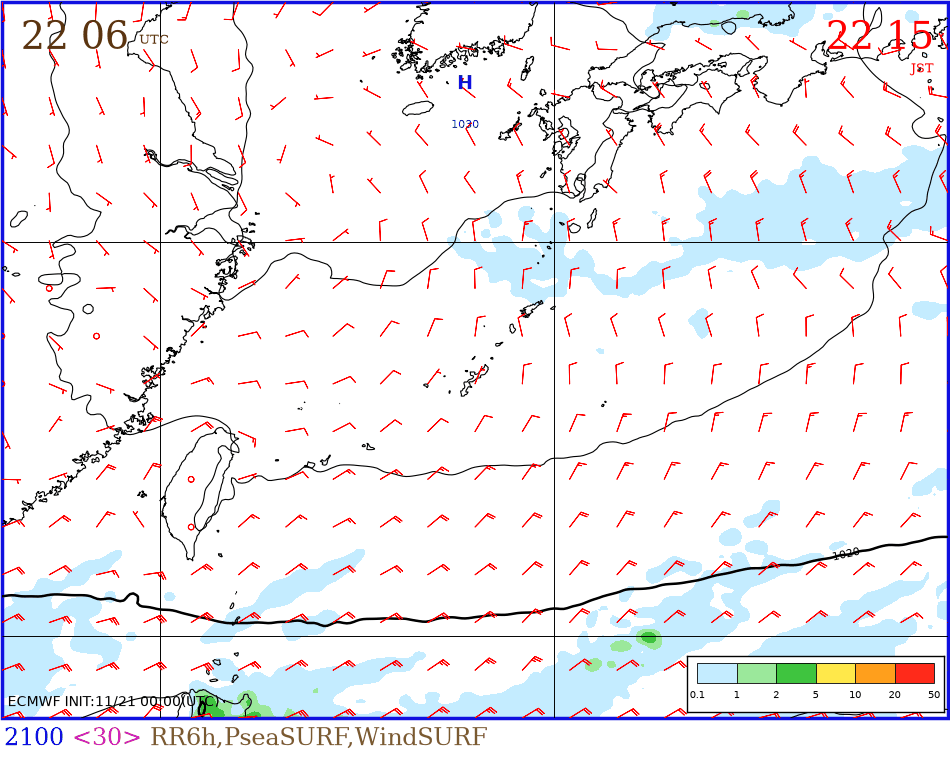 22 06 UTC
22 15 JST
H
1030
1020
0.1 1 2 5 10 20 50
ECMWF INIT:11/21 00:00(UTC)
2100 <30> RR6h,PseaSURF,WindSURF